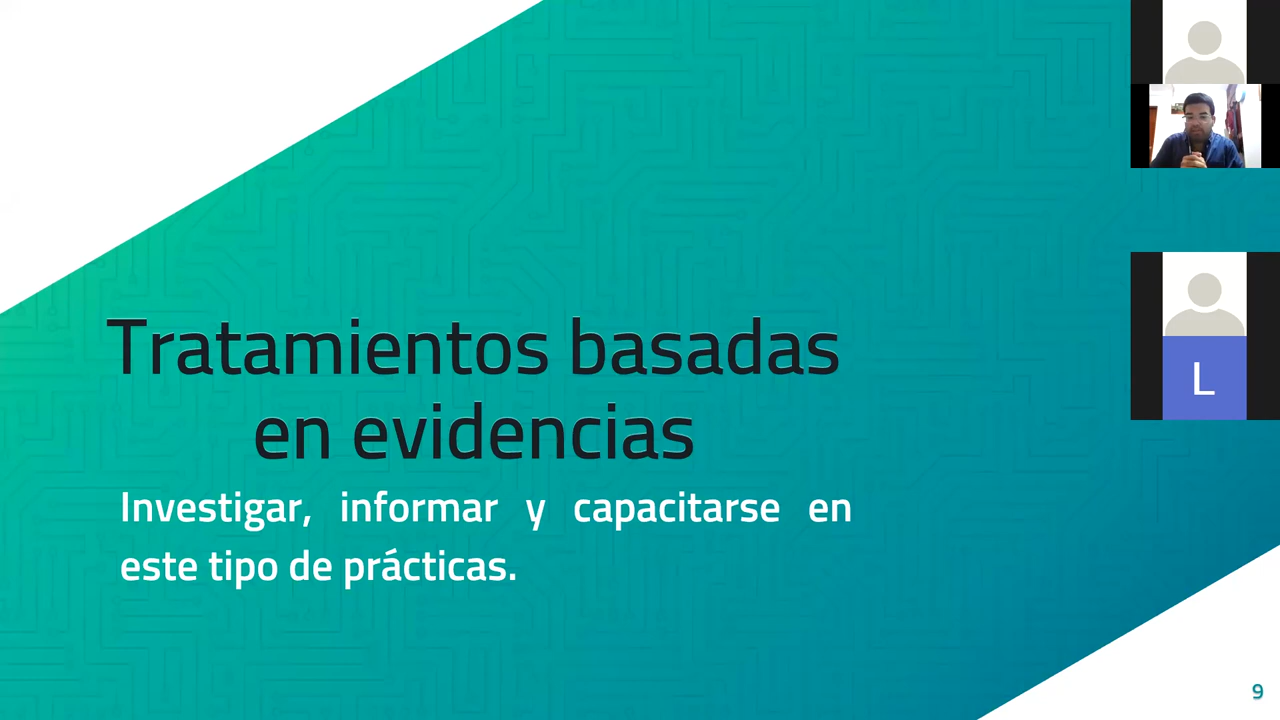 Tratamientos basadas
en evidencias
Investigar, informar y capacitarse en
este tipo de prácticas.
L
9